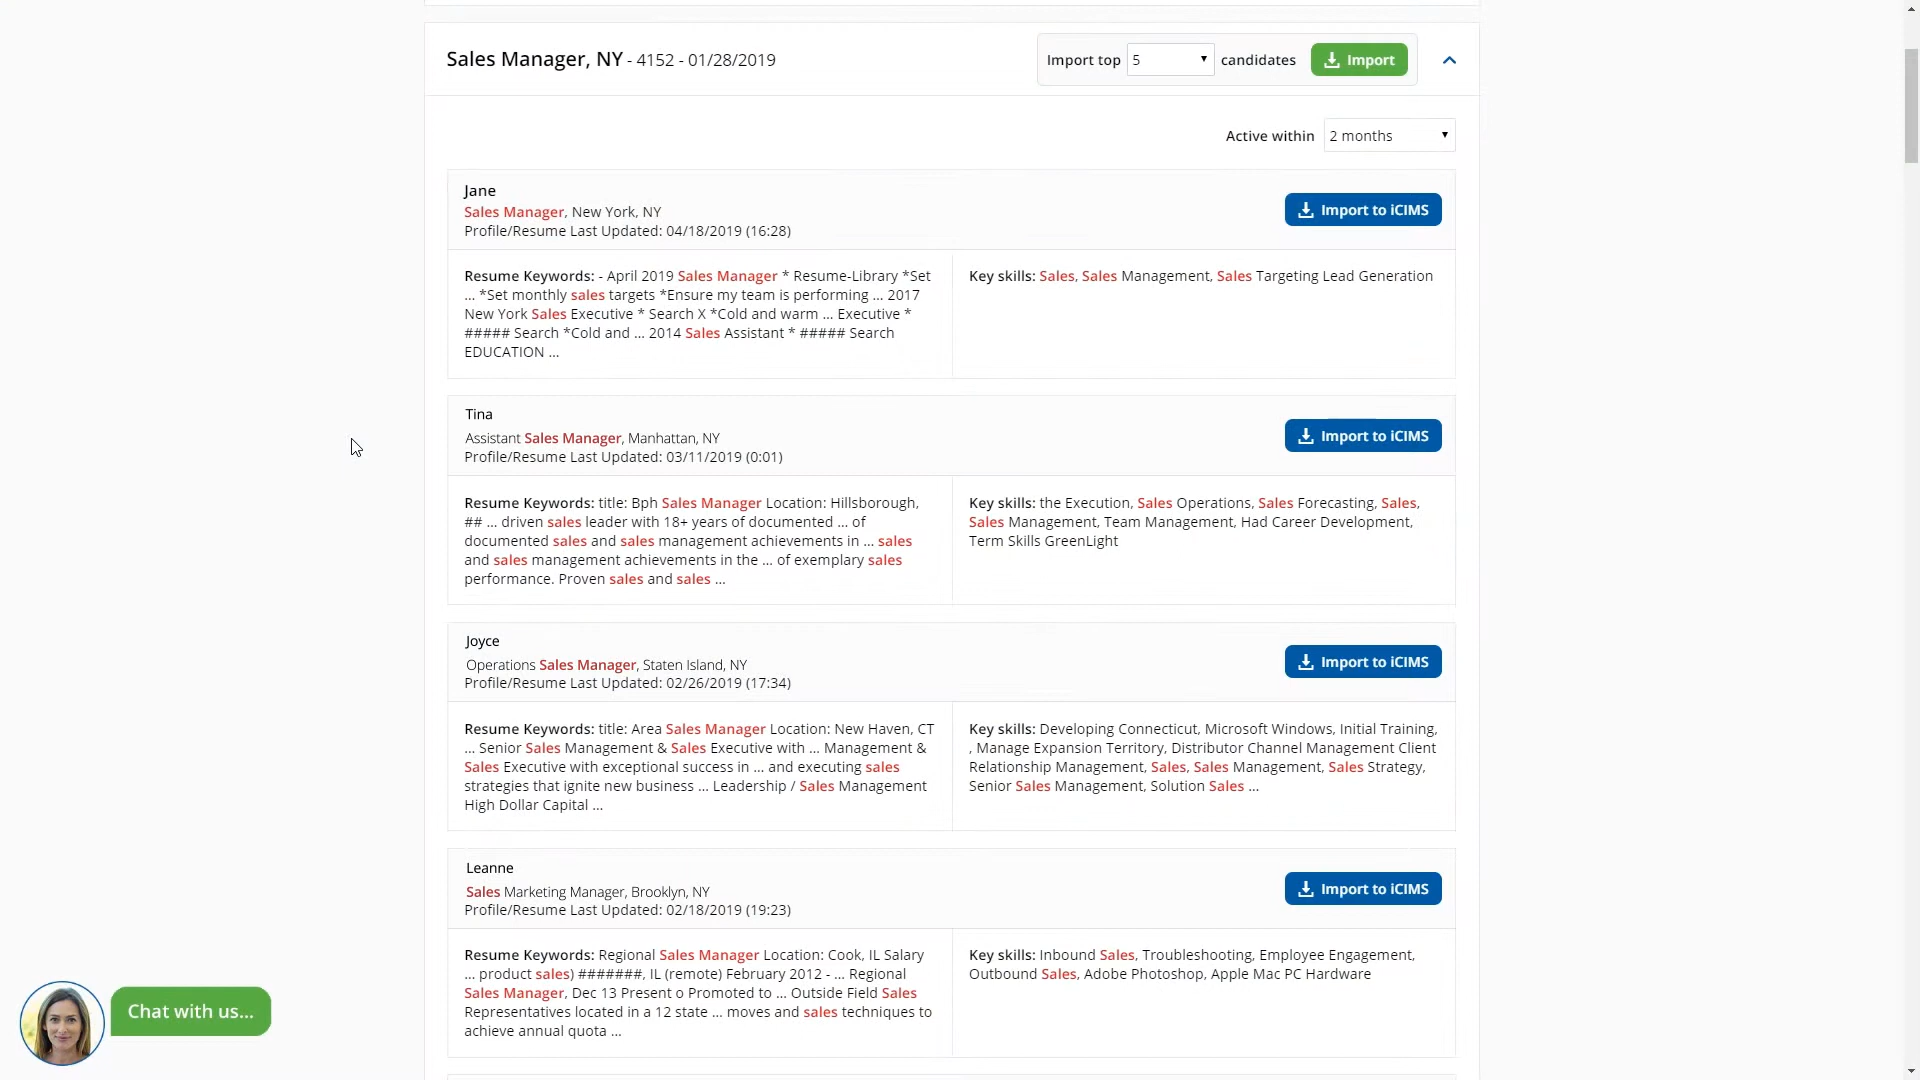 Sales Manager, NY - 4152 - 01/28/2019
Import top 5 candidates Import
Active within 2 months
Jane
Sales Manager, New York, NY
Profile/Resume Last Updated: 04/18/2019 (16:28)
Import to iCIMS
Resume Keywords: - April 2019 Sales Manager * Resume-Library *Set
... *Set monthly sales targets *Ensure my team is performing ... 2017
New York Sales Executive * Search X *Cold and warm ... Executive *
##### Search *Cold and ... 2014 Sales Assistant * ##### Search
EDUCATION ...
Key skills: Sales, Sales Management, Sales Targeting Lead Generation
Tina
Assistant Sales Manager, Manhattan, NY
Profile/Resume Last Updated: 03/11/2019 (0:01)
Import to iCIMS
Resume Keywords: title: Bph Sales Manager Location: Hillsborough,
## ... driven sales leader with 18+ years of documented ... of
documented sales and sales management achievements in ... sales
and sales management achievements in the ... of exemplary sales
performance. Proven sales and sales ...
Key skills: the Execution, Sales Operations, Sales Forecasting, Sales,
Sales Management, Team Management, Had Career Development,
Term Skills GreenLight
Joyce
Operations Sales Manager, Staten Island, NY
Profile/Resume Last Updated: 02/26/2019 (17:34)
Import to iCIMS
Resume Keywords: title: Area Sales Manager Location: New Haven, CT
... Senior Sales Management & Sales Executive with ... Management &
Sales Executive with exceptional success in ... and executing sales
strategies that ignite new business ... Leadership / Sales Management
High Dollar Capital ...
Key skills: Developing Connecticut, Microsoft Windows, Initial Training,
, Manage Expansion Territory, Distributor Channel Management Client
Relationship Management, Sales, Sales Management, Sales Strategy,
Senior Sales Management, Solution Sales ...
Leanne
Sales Marketing Manager, Brooklyn, NY
Profile/Resume Last Updated: 02/18/2019 (19:23)
Import to iCIMS
Resume Keywords: Regional Sales Manager Location: Cook, IL Salary
... product sales) #######, IL (remote) February 2012 - ... Regional
Sales Manager, Dec 13 Present o Promoted to ... Outside Field Sales
Representatives located in a 12 state ... moves and sales techniques to
achieve annual quota ...
Key skills: Inbound Sales, Troubleshooting, Employee Engagement,
Outbound Sales, Adobe Photoshop, Apple Mac PC Hardware
Chat with us...